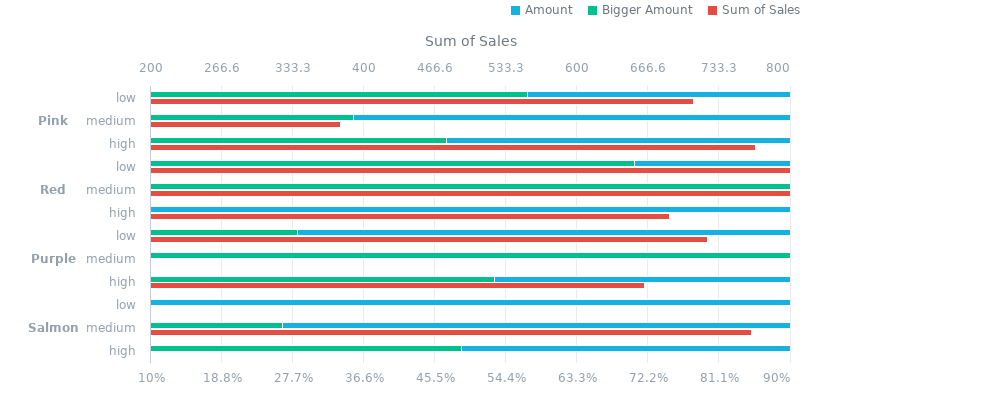 Amount Bigger Amount Sum of Sales
Sum of Sales
200 266.6 333.3 400 466.6 533.3 600 666.6 733.3 800
low
Pink medium
high
low
Red medium
high
low
Purple medium
high
low
Salmon medium
high
10% 18.8% 27.7% 36.6% 45.5% 54.4% 63.3% 72.2% 81.1% 90%